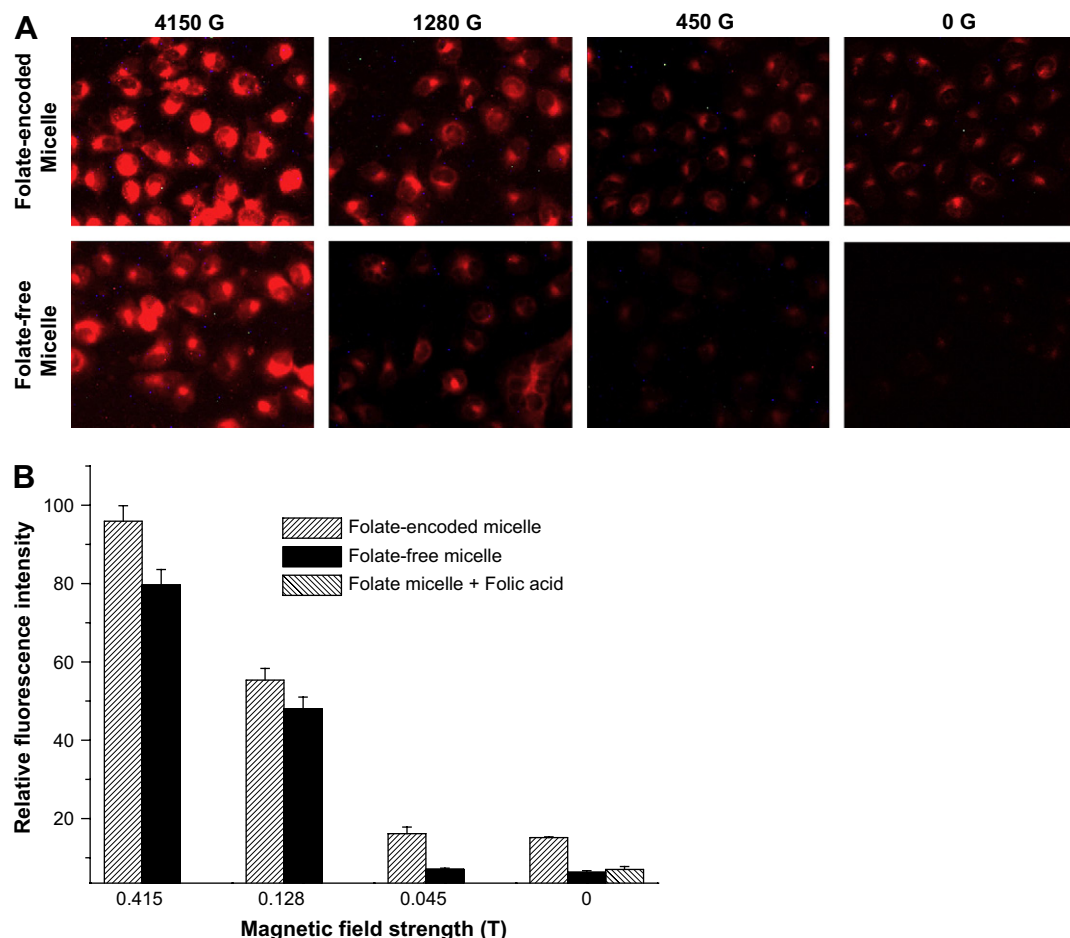 A
4150 G 1280 G 450 G 0 G
Folate-encoded
Micelle
Folate-free
Micelle
B
Relative fluorescence intensity
100
80
60
40
20
Folate-encoded micelle
Folate-free micelle
Folate micelle + Folic acid
0.415 0.128 0.045 0
Magnetic field strength (T)